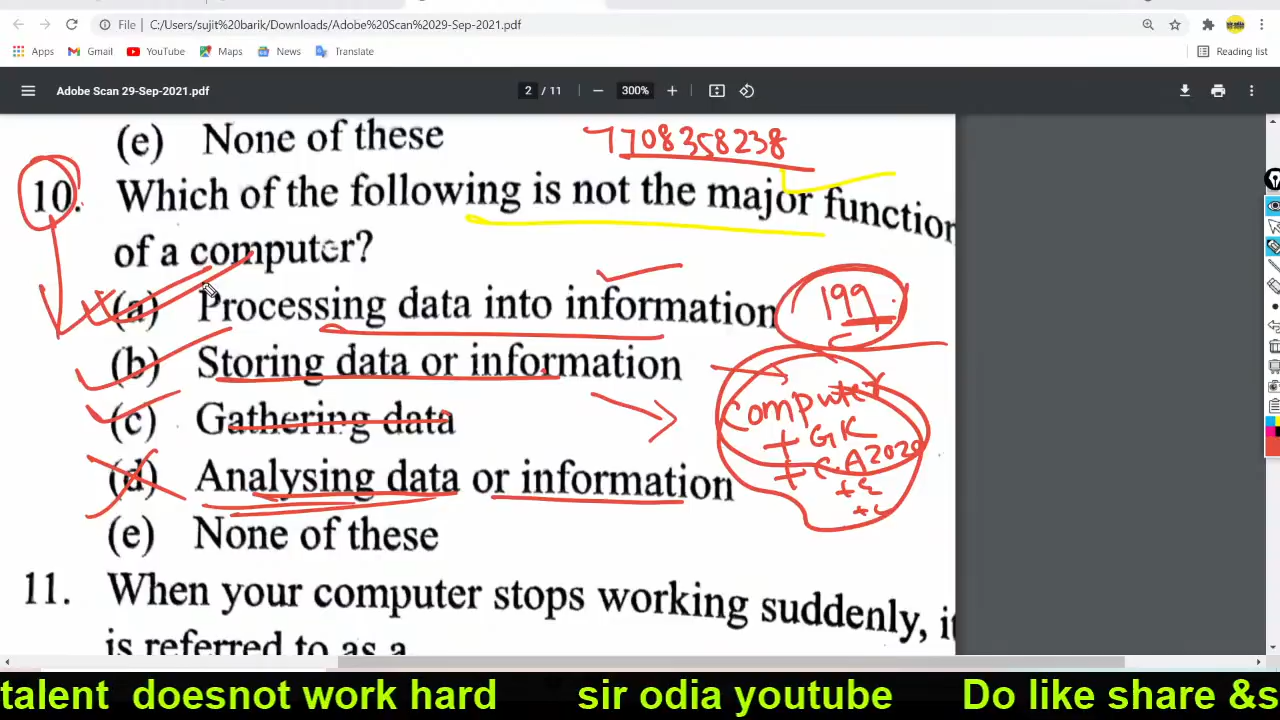 File | C:/Users/sujit%20barik/Downloads/Adobe%20Scan%2029-Sep-2021.pdf
Apps Gmail YouTube Maps News Translate Reading list
Adobe Scan 29-Sep-2021.pdf 2 / 11 300%
(e) None of these
7708358238
10. Which of the following is not the major function
of a computer?
(a) Processing data into information
199
(b) Storing data or information
Computer
(c) Gathering data
+ GK
+ C.A 2020
(d) Analysing data or information
(e) None of these
11. When your computer stops working suddenly, it
is referred to as a
talent doesnot work hard sir odia youtube Do like share &s